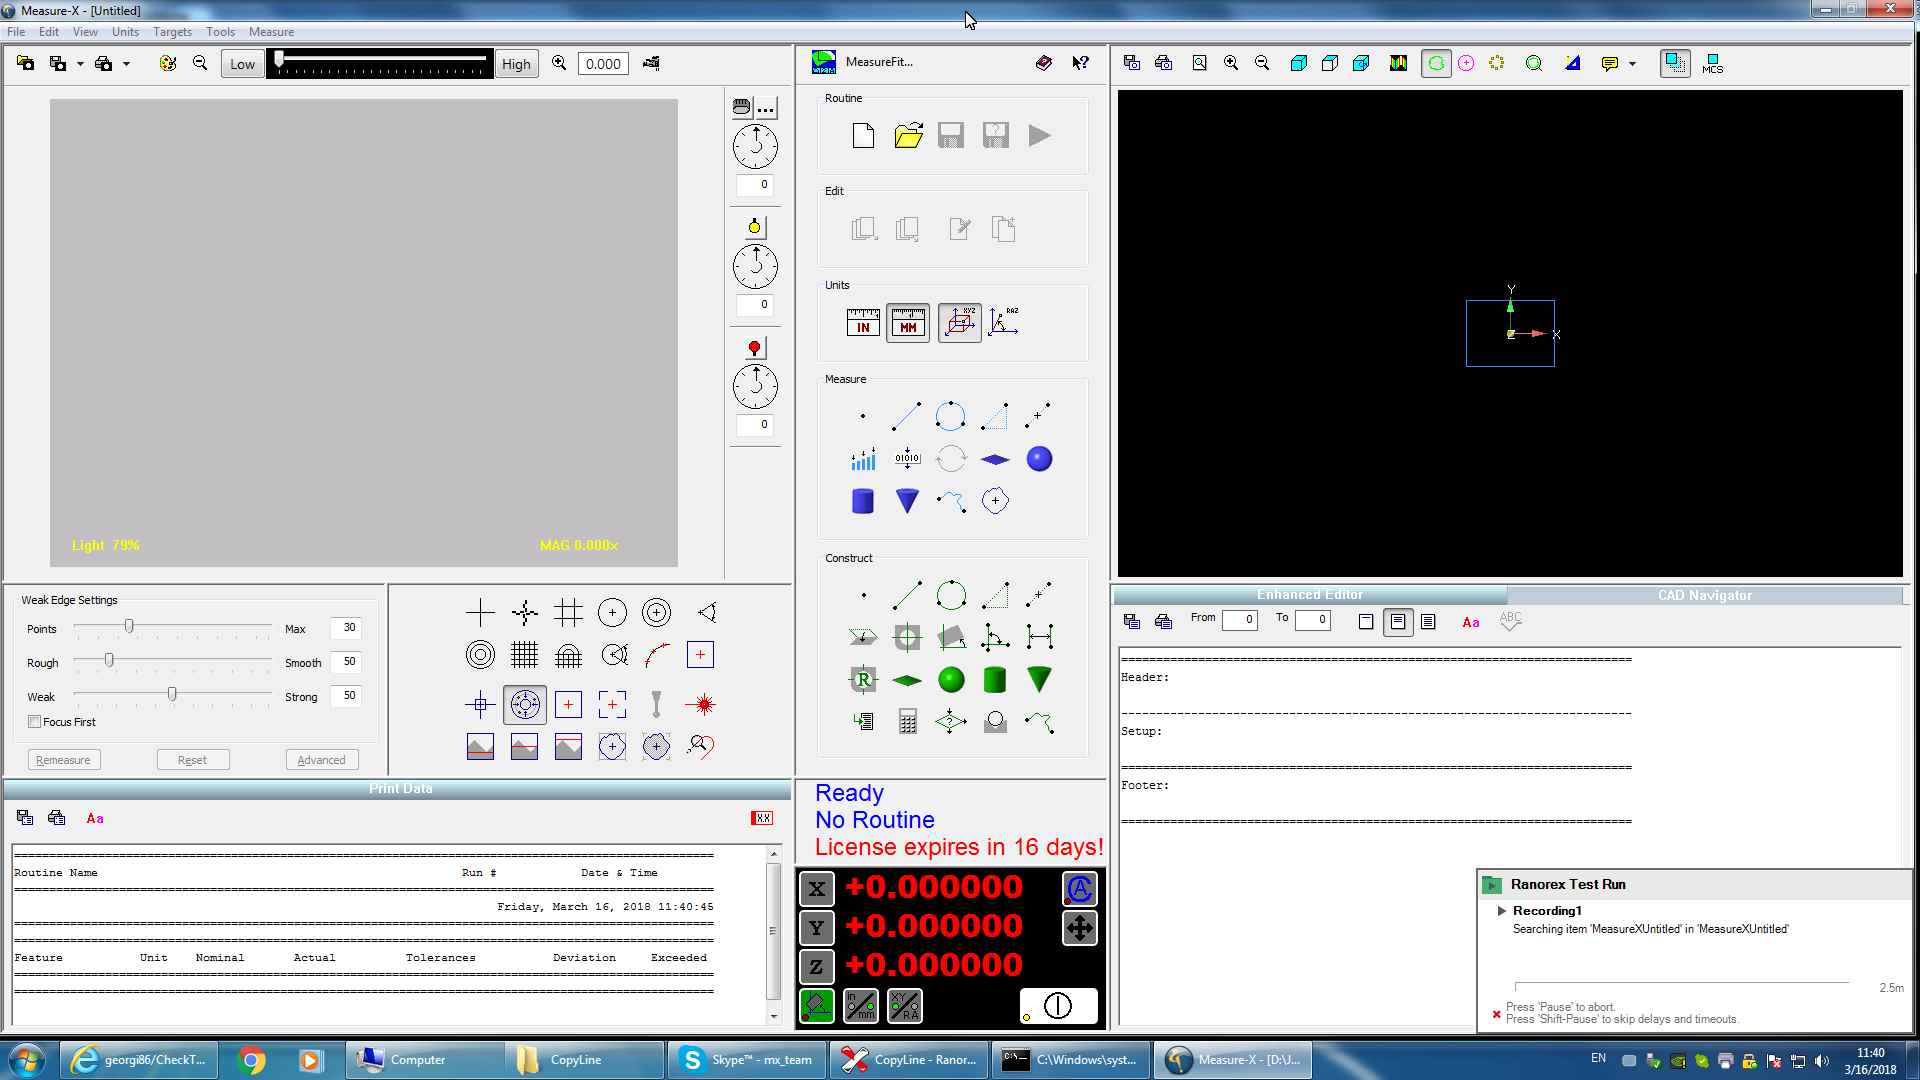 Measure-X - [Untitled]
File Edit View Units Targets Tools Measure
Low High 0.000
MeasureFit...
MCS
Routine
0
Edit
0
Units
IN MM XYZ RAZ
0
Measure
01010
Light 79% MAG 0.000x
Y
X
Z
Construct
R
?
Weak Edge Settings
Points Max 30
Rough Smooth 50
Weak Strong 50
Focus First
Remeasure Reset Advanced
Enhanced Editor CAD Navigator
From 0 To 0 Aa ABC
Header:
Setup:
Footer:
Print Data
Aa X.X
Routine Name Run # Date & Time
Friday, March 16, 2018 11:40:45
Feature Unit Nominal Actual Tolerances Deviation Exceeded
Ready
No Routine
License expires in 16 days!
X +0.000000 A
Y +0.000000
Z +0.000000
in mm XY RA
Ranorex Test Run
Recording1
Searching item 'MeasureXUntitled' in 'MeasureXUntitled'
2.5m
Press 'Pause' to abort.
Press 'Shift-Pause' to skip delays and timeouts.
georgi86/CheckT... Computer CopyLine Skype™ - mx_team CopyLine - Ranor... C:\Windows\syst... Measure-X - [D:\J... EN
11:40
3/16/2018